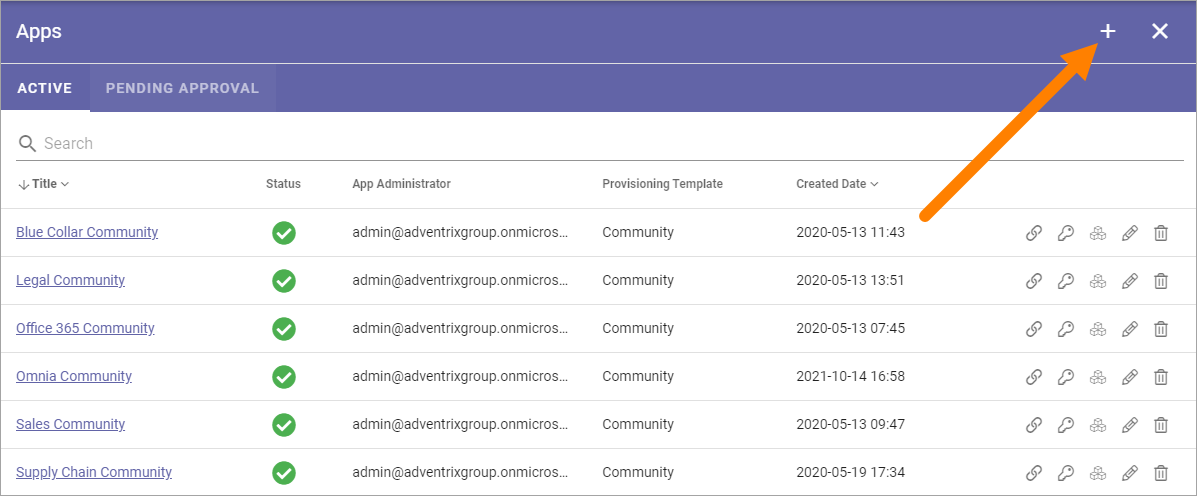 Apps
ACTIVE PENDING APPROVAL
Search
Title Status App Administrator Provisioning Template Created Date
Blue Collar Community admin@adventrixgroup.onmicros... Community 2020-05-13 11:43
Legal Community admin@adventrixgroup.onmicros... Community 2020-05-13 13:51
Office 365 Community admin@adventrixgroup.onmicros... Community 2020-05-13 07:45
Omnia Community admin@adventrixgroup.onmicros... Community 2021-10-14 16:58
Sales Community admin@adventrixgroup.onmicros... Community 2020-05-13 09:47
Supply Chain Community admin@adventrixgroup.onmicros... Community 2020-05-19 17:34